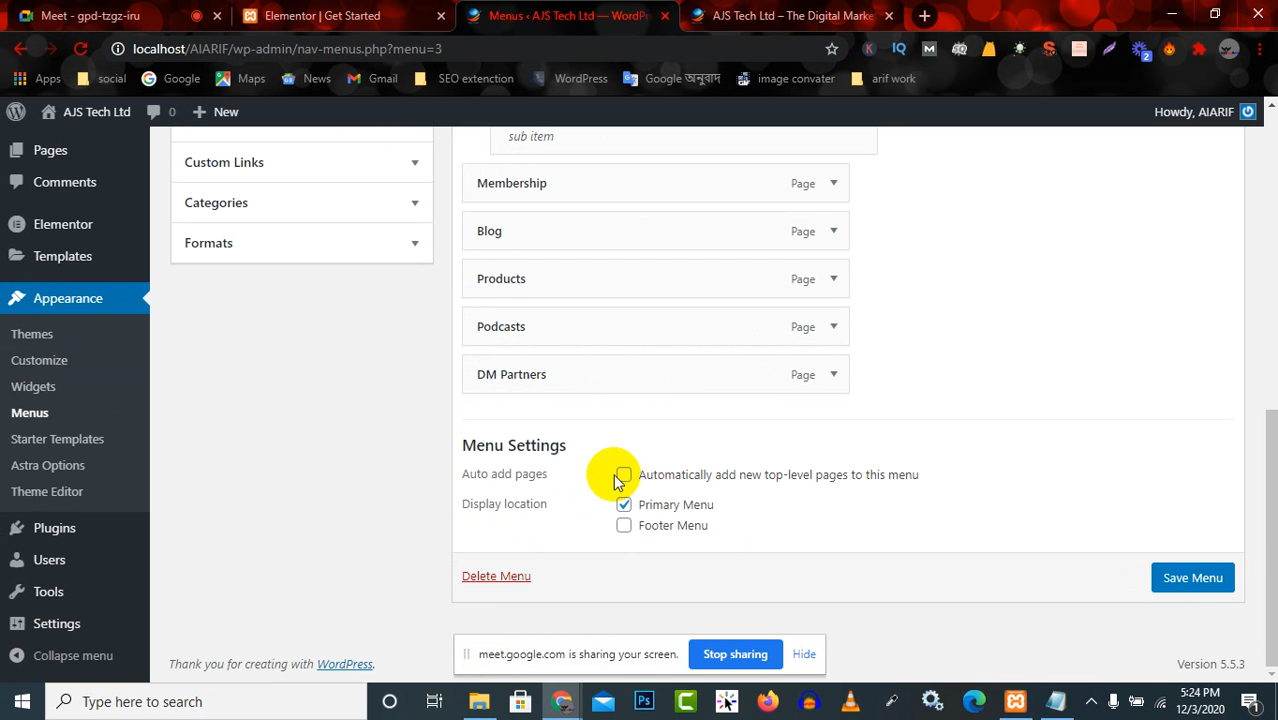 Meet - gpd-tzgz-iru
Elementor | Get Started
Menus ‹ AJS Tech Ltd — WordPr
AJS Tech Ltd – The Digital Marke
localhost/AIARIF/wp-admin/nav-menus.php?menu=3
Apps
social
Google
Maps
News
Gmail
SEO extenction
WordPress
Google অনুবাদ
image convater
arif work
AJS Tech Ltd
0
New
Howdy, AIARIF
Pages
Comments
Elementor
Templates
Appearance
Themes
Customize
Widgets
Menus
Starter Templates
Astra Options
Theme Editor
Plugins
Users
Tools
Settings
Collapse menu
Custom Links
Categories
Formats
sub item
Membership Page
Blog Page
Products Page
Podcasts Page
DM Partners Page
Menu Settings
Auto add pages
Automatically add new top-level pages to this menu
Display location
Primary Menu
Footer Menu
Delete Menu
Save Menu
meet.google.com is sharing your screen.
Stop sharing
Hide
Thank you for creating with WordPress.
Version 5.5.3
Type here to search
5:24 PM
12/3/2020